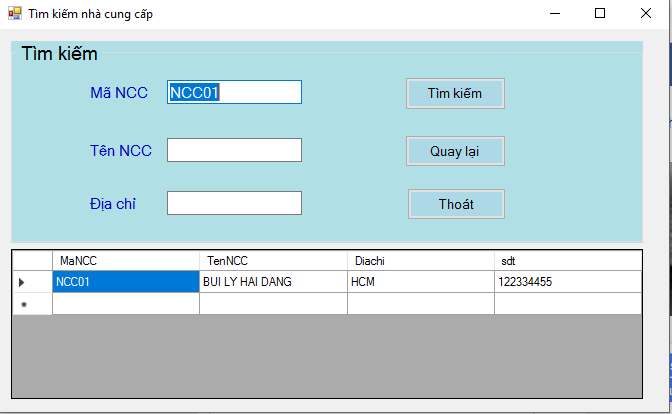 Tìm kiếm nhà cung cấp
Tìm kiếm
Mã NCC NCC01 Tìm kiếm
Tên NCC Quay lại
Địa chỉ Thoát
MaNCC TenNCC Diachi sdt
NCC01 BUI LY HAI DANG HCM 122334455